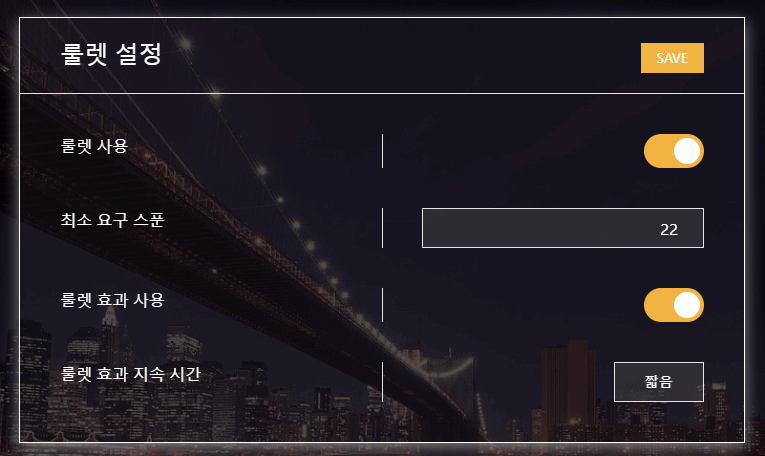 룰렛 설정
SAVE
룰렛 사용
최소 요구 스푼
22
룰렛 효과 사용
룰렛 효과 지속 시간
짧음